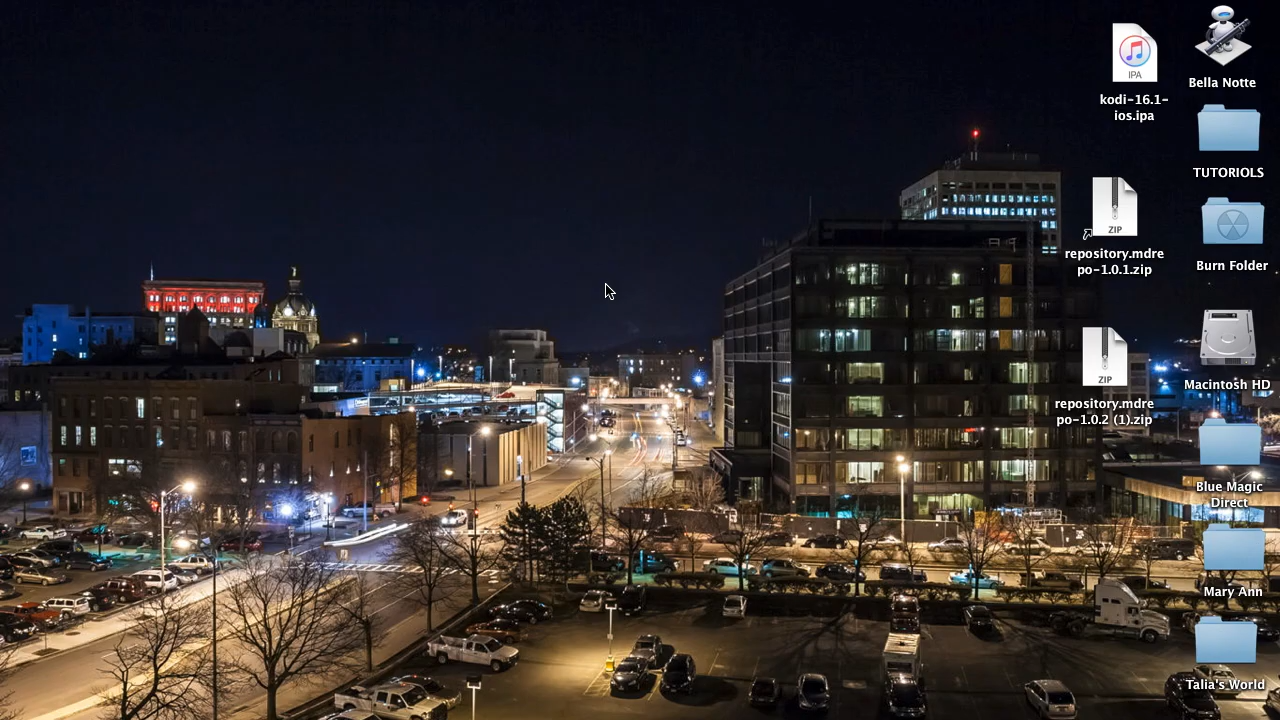 IPA
kodi-16.1-
ios.ipa
Bella Notte
TUTORIOLS
ZIP
repository.mdre
po-1.0.1.zip
Burn Folder
ZIP
repository.mdre
po-1.0.2 (1).zip
Macintosh HD
Blue Magic
Direct
Mary Ann
Talia's World